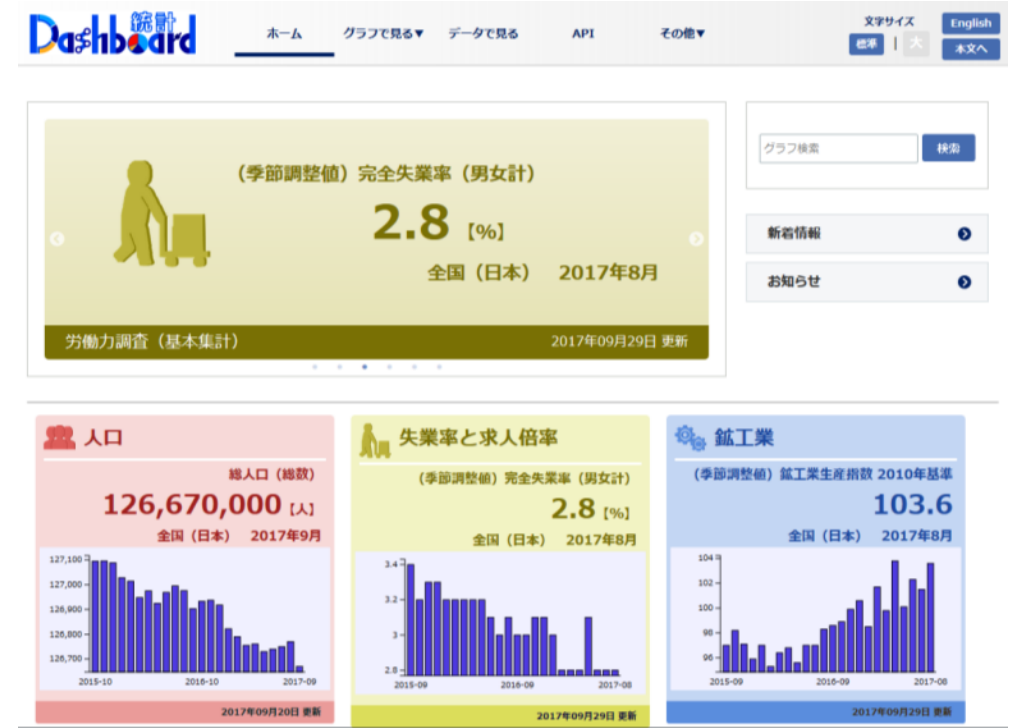 統計
Dashboard
ホーム
グラフで見る▼
データで見る
API
その他▼
文字サイズ
標準 | 大
English
本文へ
(季節調整値) 完全失業率 (男女計)
2.8 【%】
全国 (日本) 2017年8月
労働力調査 (基本集計)
2017年09月29日 更新
グラフ検索
検索
新着情報
お知らせ
人口
総人口 (総数)
126,670,000 【人】
全国 (日本) 2017年9月
127,100
127,000
126,900
126,800
126,700
2015-10 2016-10 2017-09
2017年09月20日 更新
失業率と求人倍率
(季節調整値) 完全失業率 (男女計)
2.8 【%】
全国 (日本) 2017年8月
3.4
3.2
3
2.8
2015-09 2016-09 2017-08
2017年09月29日 更新
鉱工業
(季節調整値) 鉱工業生産指数 2010年基準
103.6
全国 (日本) 2017年8月
104
102
100
98
96
2015-09 2016-09 2017-08
2017年09月29日 更新